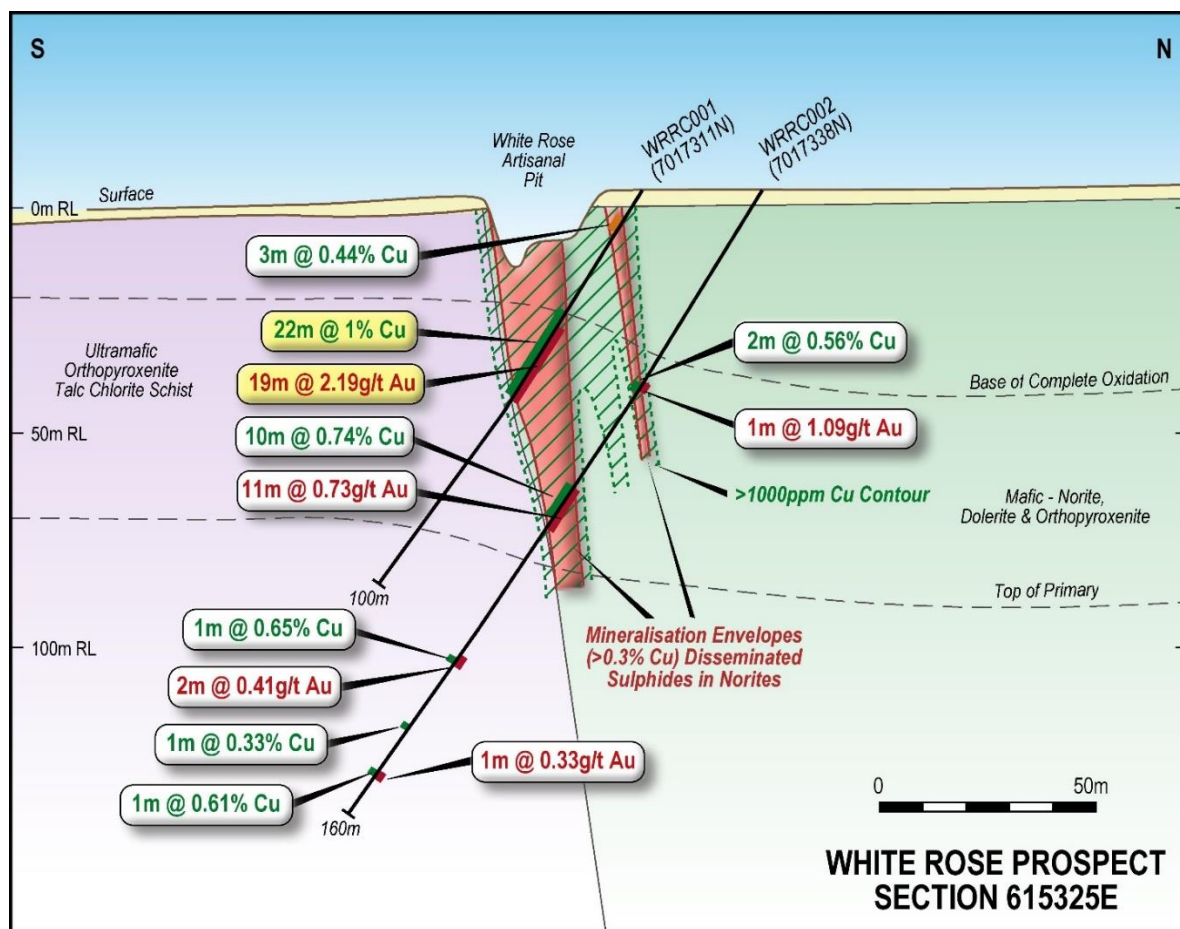 S
N
WRRC001
(7017311N)
WRRC002
(7017338N)
White Rose
Artisanal
Pit
Surface
0m RL
3m @ 0.44% Cu
22m @ 1% Cu
2m @ 0.56% Cu
Ultramafic
Orthopyroxenite
Talc Chlorite Schist
19m @ 2.19g/t Au
Base of Complete Oxidation
10m @ 0.74% Cu
1m @ 1.09g/t Au
50m RL
11m @ 0.73g/t Au
>1000ppm Cu Contour
Mafic - Norite,
Dolerite & Orthopyroxenite
100m
Top of Primary
1m @ 0.65% Cu
Mineralisation Envelopes
(>0.3% Cu) Disseminated
Sulphides in Norites
100m RL
2m @ 0.41g/t Au
1m @ 0.33% Cu
1m @ 0.33g/t Au
1m @ 0.61% Cu
160m
0
50m
WHITE ROSE PROSPECT
SECTION 615325E